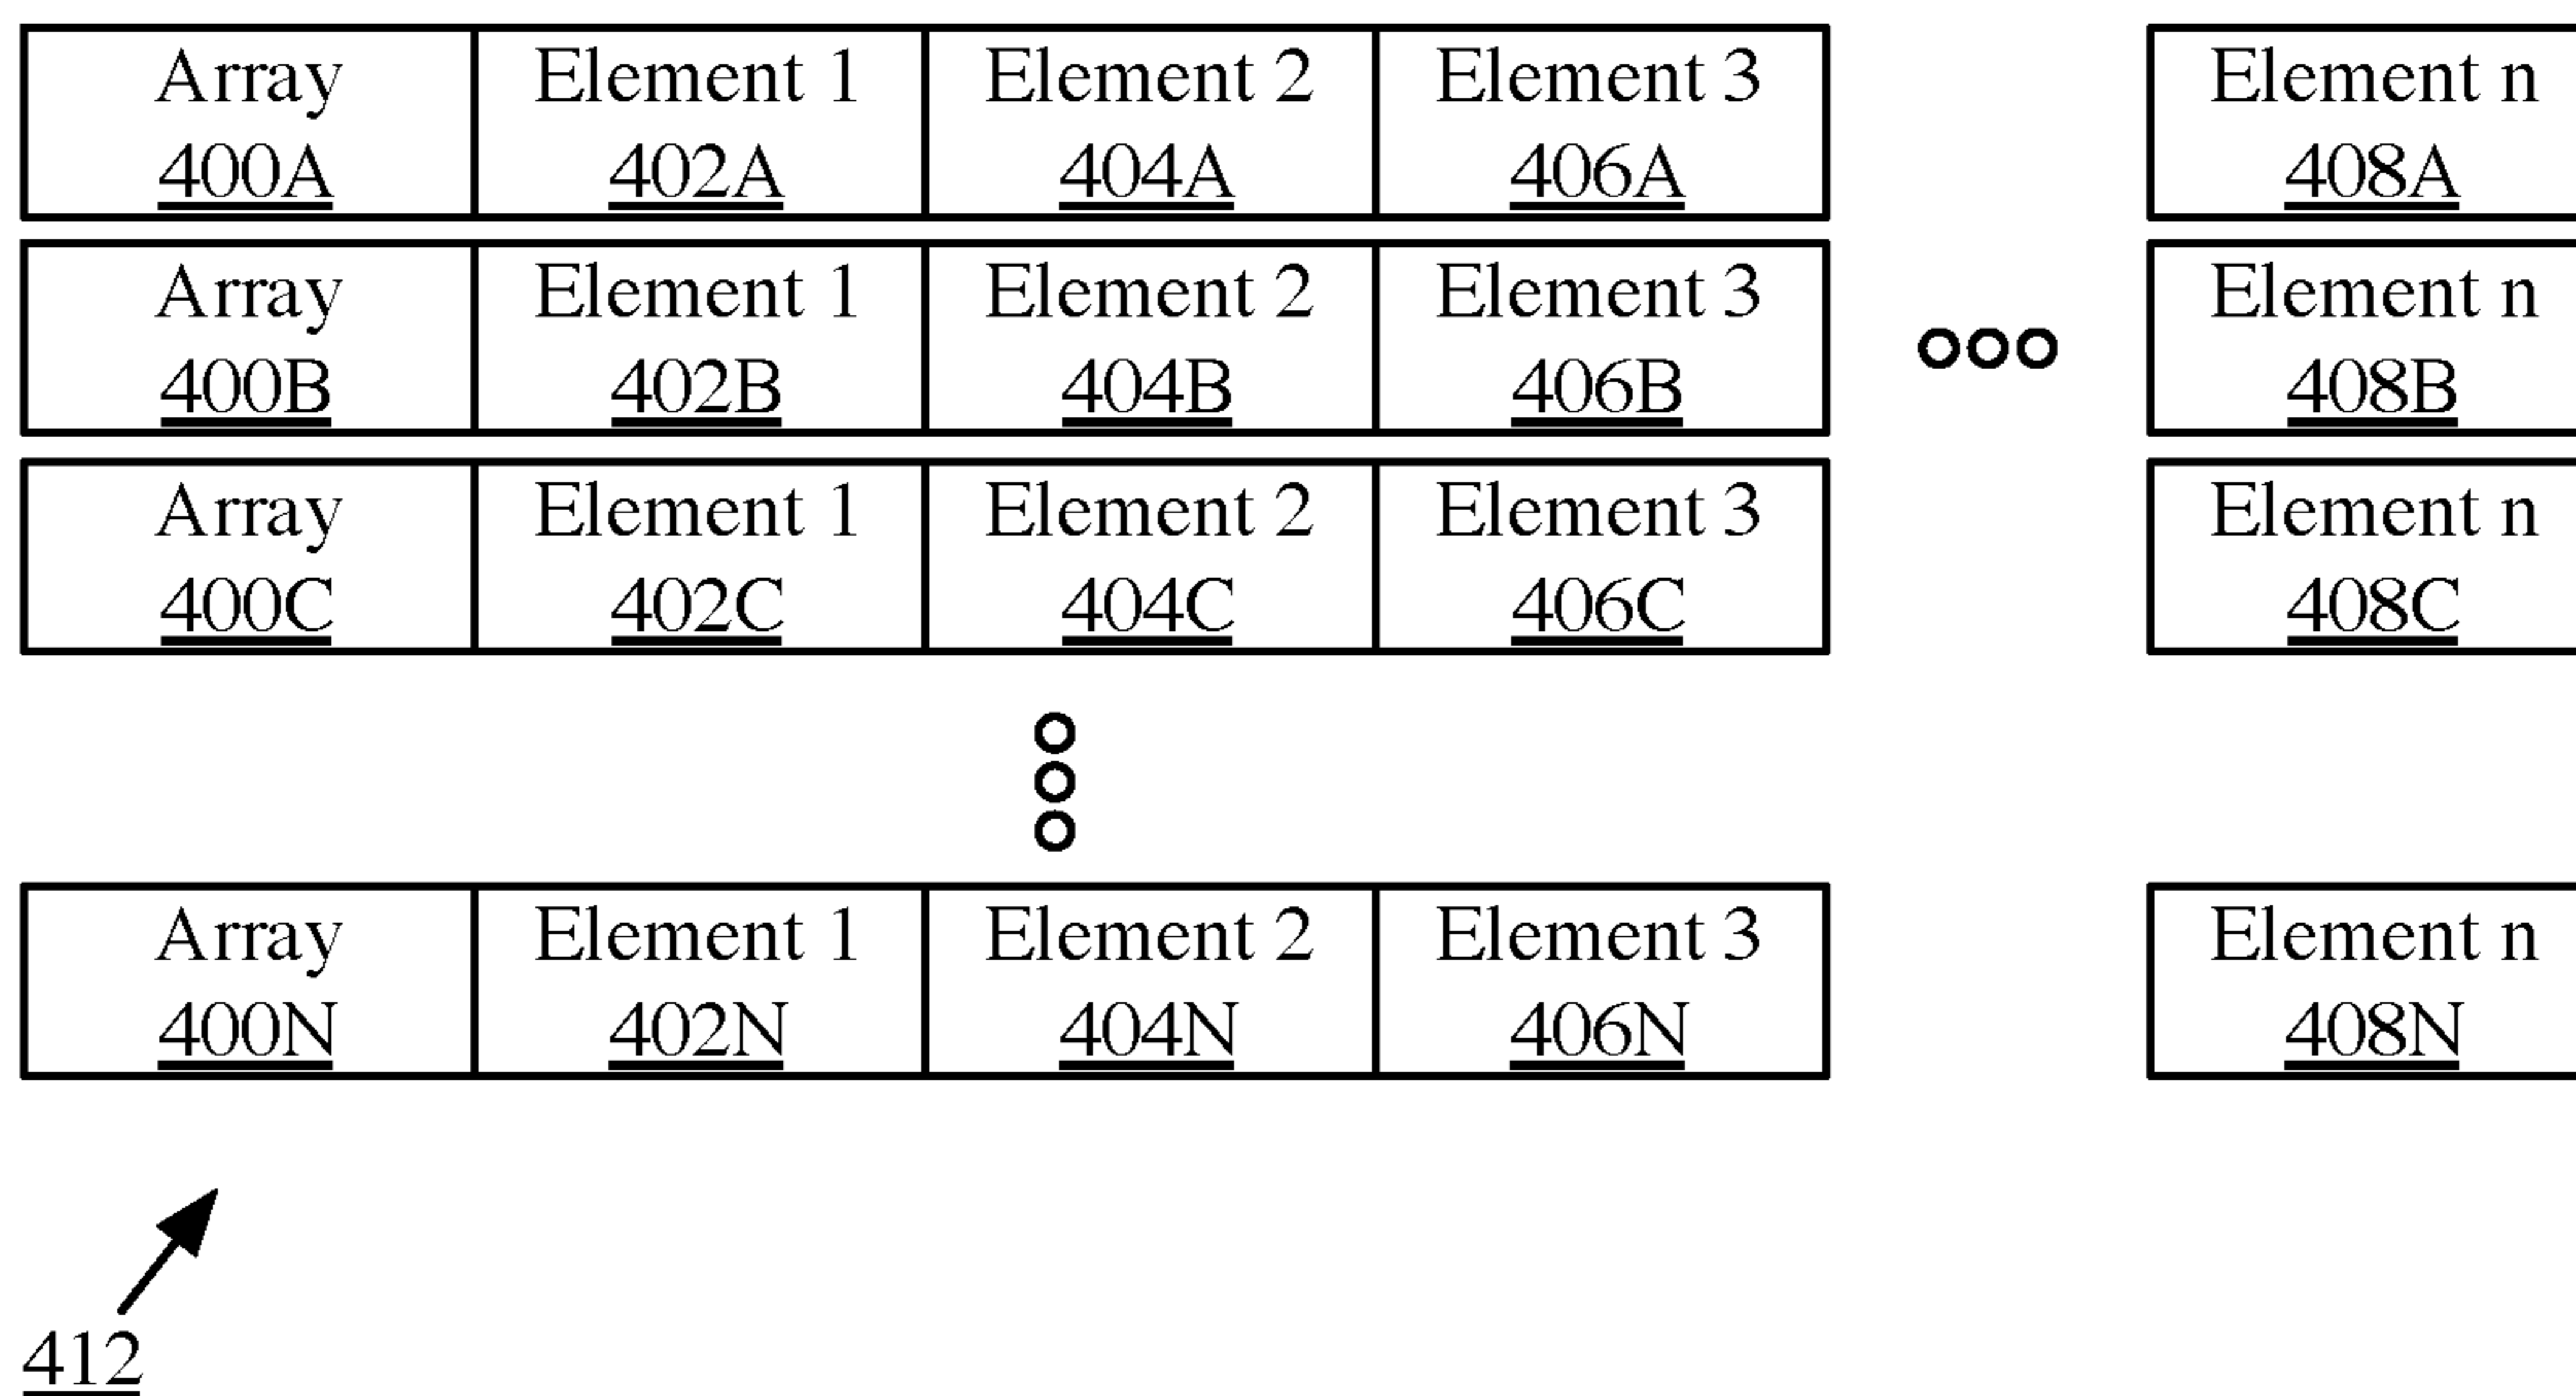 Array Element 1 Element 2 Element 3 Element n
400A 402A 404A 406A 408A
Array Element 1 Element 2 Element 3 Element n
400B 402B 404B 406B 408B
Array Element 1 Element 2 Element 3 Element n
400C 402C 404C 406C 408C
Array Element 1 Element 2 Element 3 Element n
400N 402N 404N 406N 408N
412